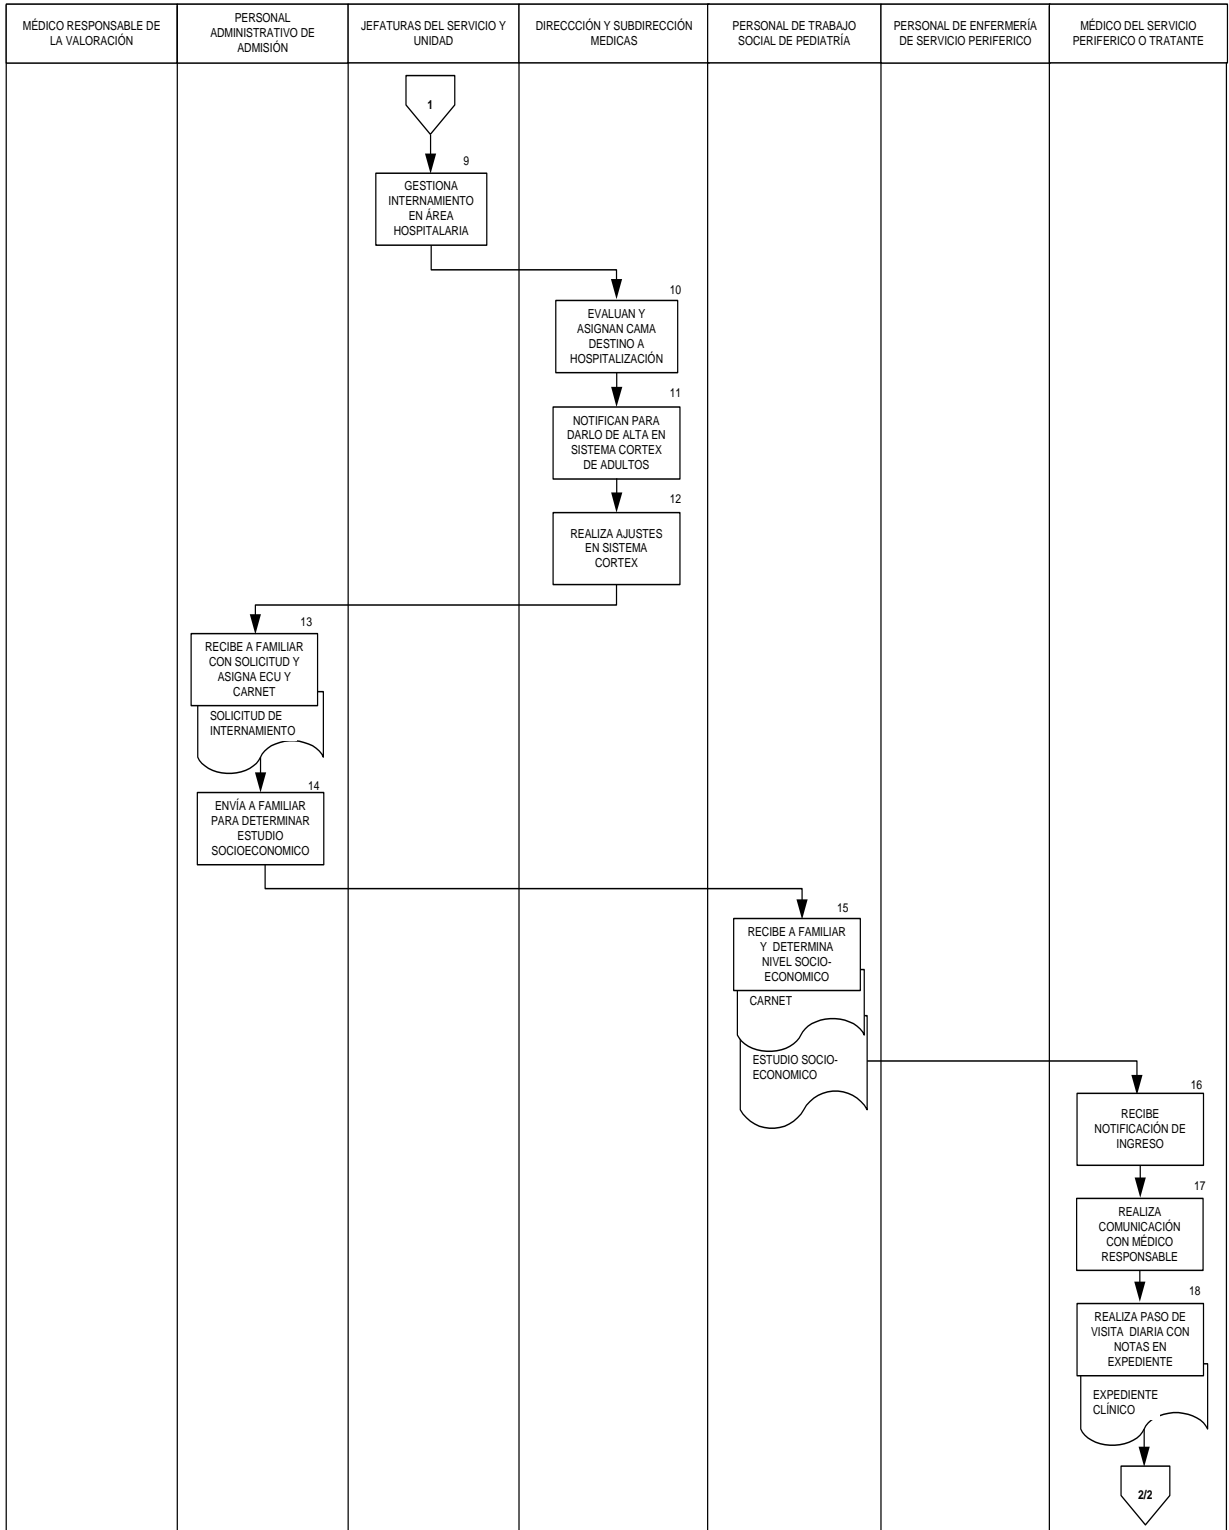 MÉDICO RESPONSABLE DE
LA VALORACIÓN
PERSONAL
ADMINISTRATIVO DE
ADMISIÓN
JEFATURAS DEL SERVICIO Y
UNIDAD
DIRECCCIÓN Y SUBDIRECCIÓN
MEDICAS
PERSONAL DE TRABAJO
SOCIAL DE PEDIATRÍA
PERSONAL DE ENFERMERÍA
DE SERVICIO PERIFERICO
MÉDICO DEL SERVICIO
PERIFERICO O TRATANTE
1
9
GESTIONA
INTERNAMIENTO
EN ÁREA
HOSPITALARIA
10
EVALUAN Y
ASIGNAN CAMA
DESTINO A
HOSPITALIZACIÓN
11
NOTIFICAN PARA
DARLO DE ALTA EN
SISTEMA CORTEX
DE ADULTOS
12
REALIZA AJUSTES
EN SISTEMA
CORTEX
13
RECIBE A FAMILIAR
CON SOLICITUD Y
ASIGNA ECU Y
CARNET
SOLICITUD DE
INTERNAMIENTO
14
ENVÍA A FAMILIAR
PARA DETERMINAR
ESTUDIO
SOCIOECONOMICO
15
RECIBE A FAMILIAR
Y DETERMINA
NIVEL SOCIO-
ECONOMICO
CARNET
ESTUDIO SOCIO-
ECONOMICO
16
RECIBE
NOTIFICACIÓN DE
INGRESO
17
REALIZA
COMUNICACIÓN
CON MÉDICO
RESPONSABLE
18
REALIZA PASO DE
VISITA DIARIA CON
NOTAS EN
EXPEDIENTE
EXPEDIENTE
CLÍNICO
2/2